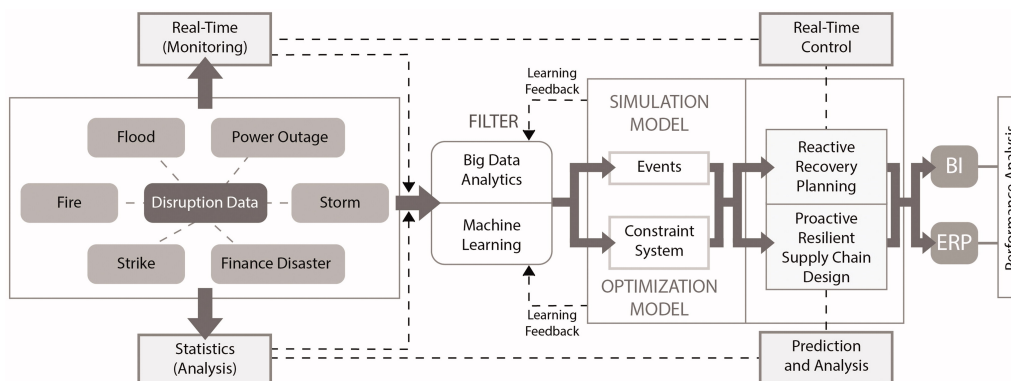 Real-Time
(Monitoring)
Real-Time
Control
Learning
Feedback
SIMULATION
MODEL
FILTER
Flood
Power Outage
Big Data
Analytics
Events
Reactive
Recovery
Planning
BI
Fire
Disruption Data
Storm
Machine
Learning
Constraint
System
Proactive
Resilient
Supply Chain
Design
ERP
Performance Analysis
Strike
Finance Disaster
OPTIMIZATION
MODEL
Learning
Feedback
Statistics
(Analysis)
Prediction
and Analysis